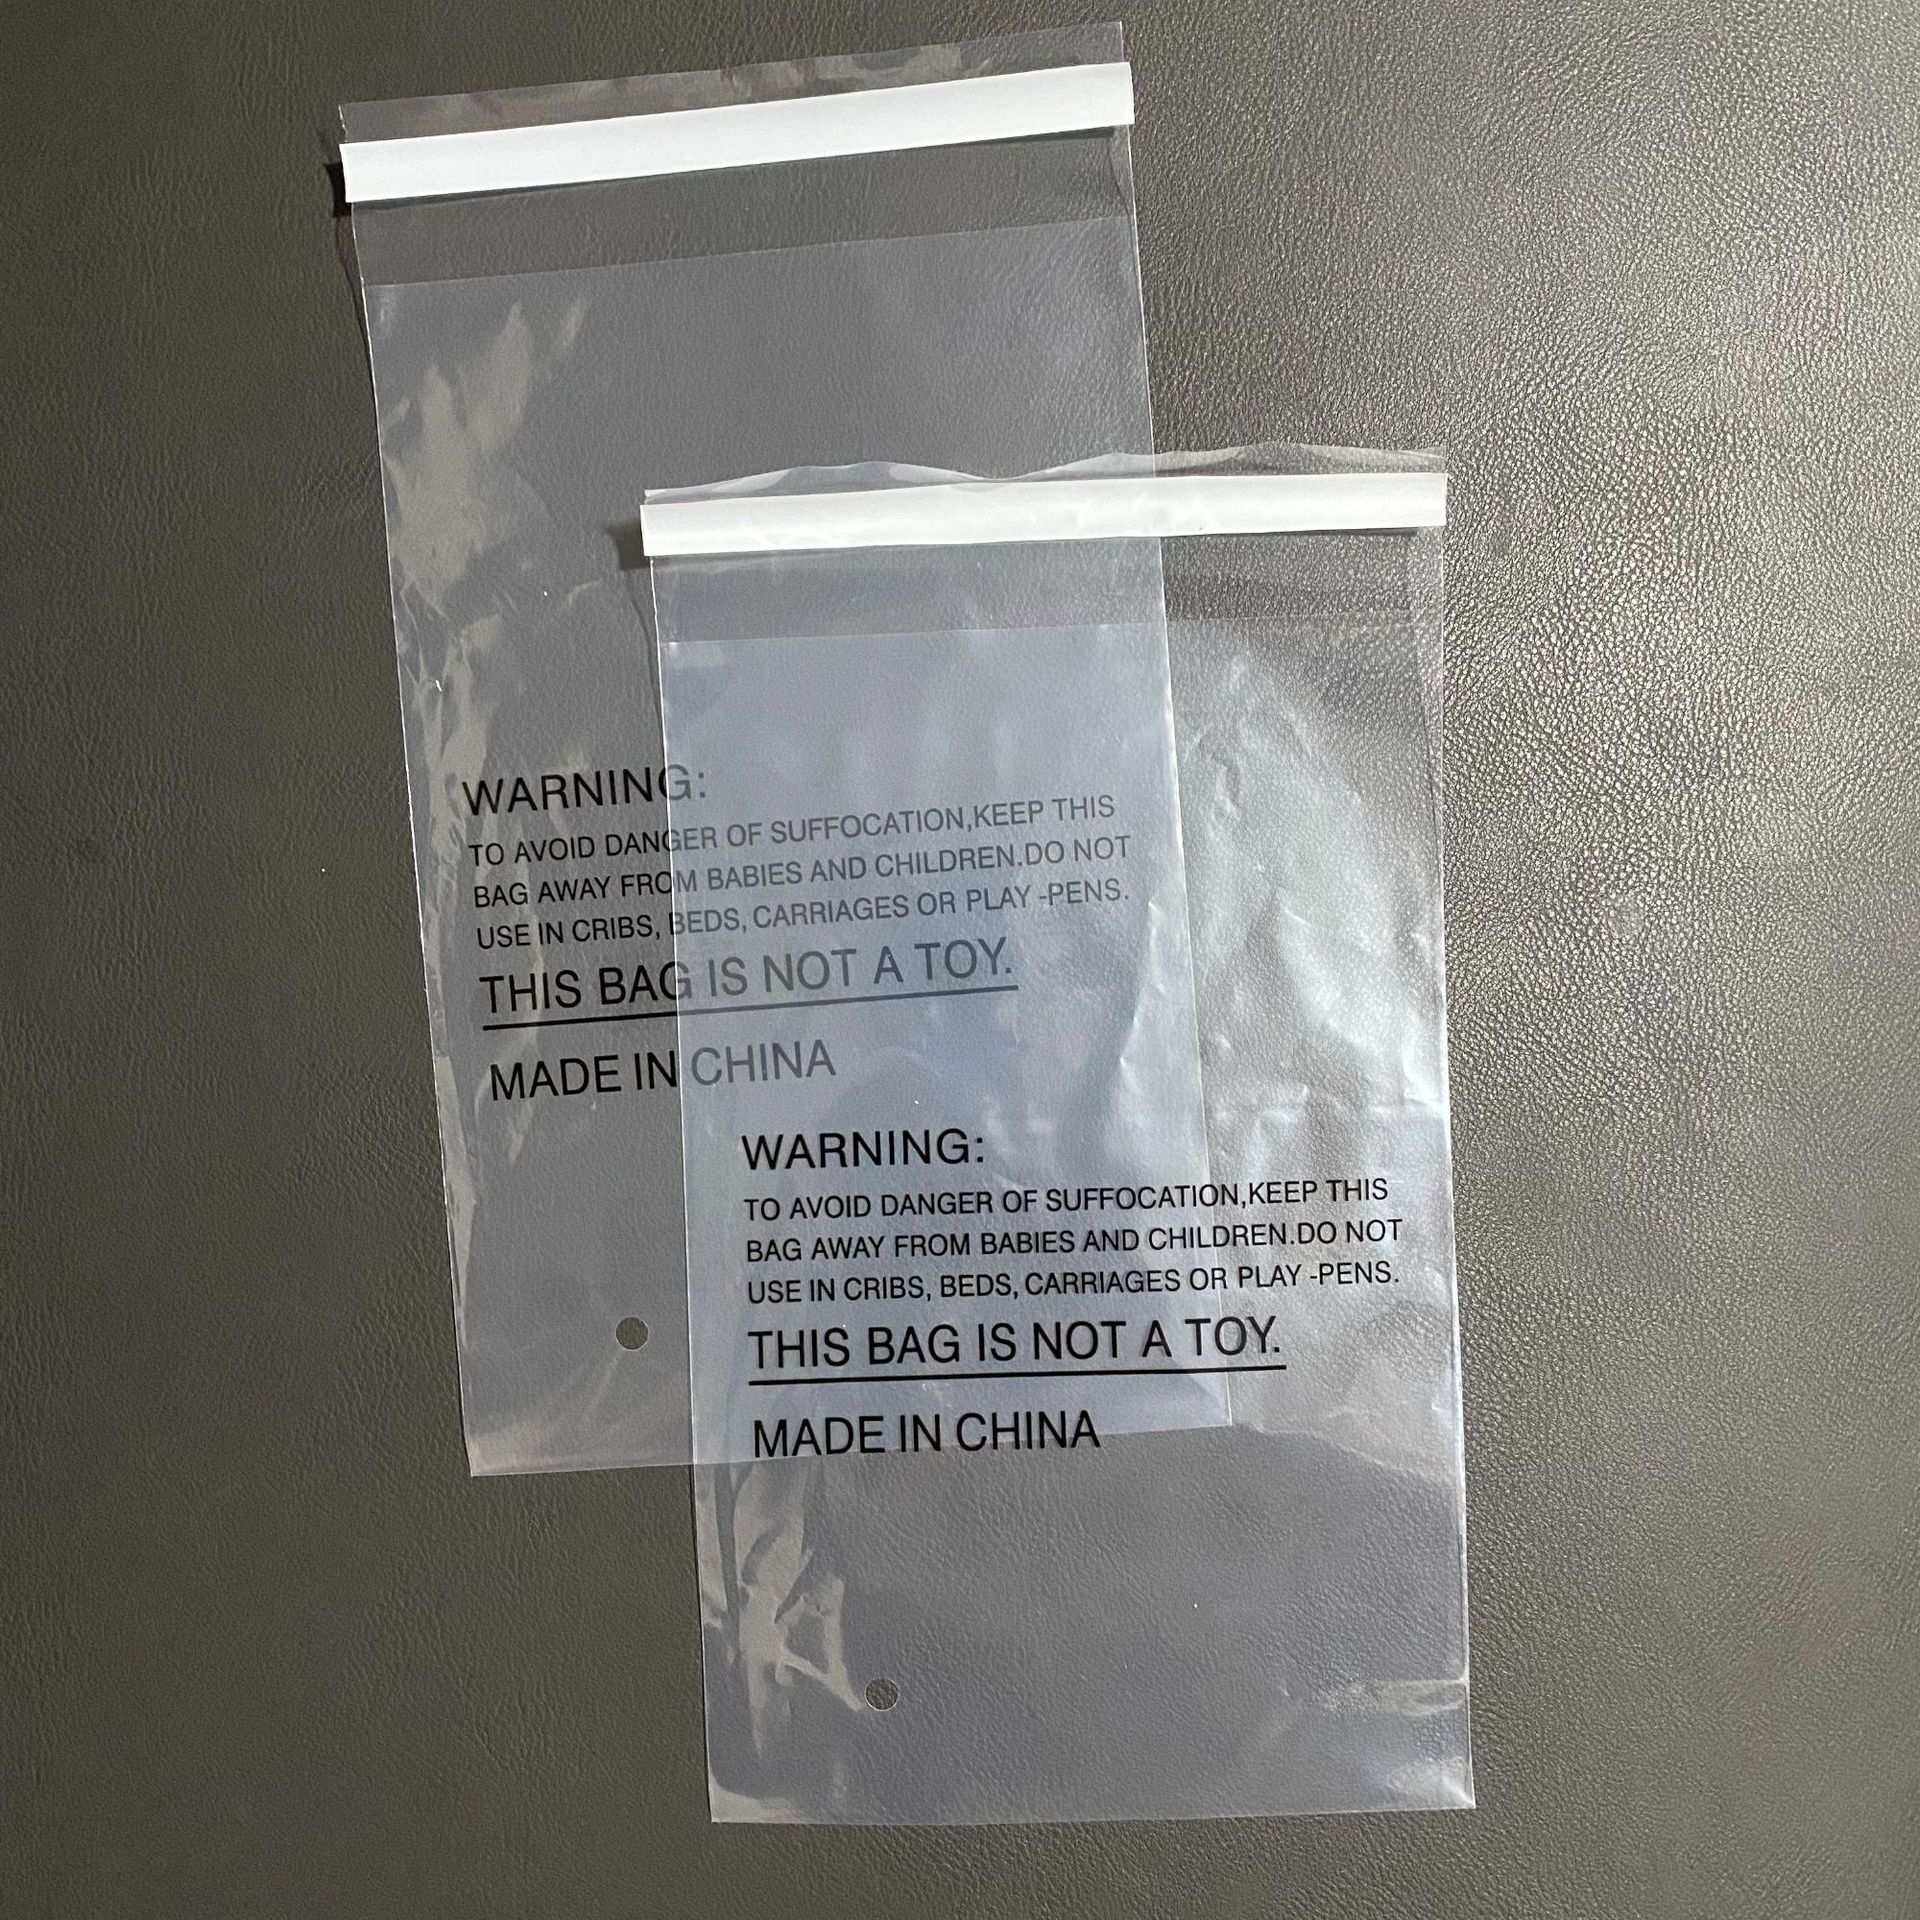 WARNING:
TO AVOID DANGER OF SUFFOCATION,KEEP THIS
BAG AWAY FROM BABIES AND CHILDREN.DO NOT
USE IN CRIBS, BEDS, CARRIAGES OR PLAY -PENS.
THIS BAG IS NOT A TOY.
MADE IN CHINA
WARNING:
TO AVOID DANGER OF SUFFOCATION,KEEP THIS
BAG AWAY FROM BABIES AND CHILDREN.DO NOT
USE IN CRIBS, BEDS, CARRIAGES OR PLAY -PENS.
THIS BAG IS NOT A TOY.
MADE IN CHINA